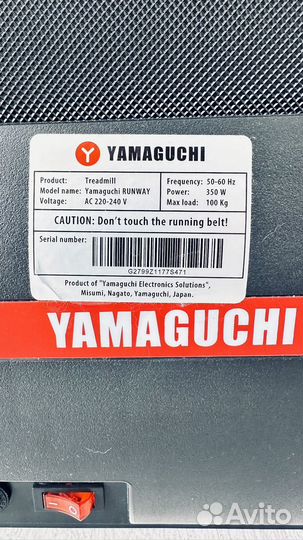 Y YAMAGUCHI
Product: Treadmill Frequency: 50-60 Hz
Model name: Yamaguchi RUNWAY Power: 350 W
Voltage: AC 220-240 V Max load: 100 Kg
CAUTION: Don't touch the running belt!
Serial number:
G2799Z1177S471
Product of "Yamaguchi Electronics Solutions",
Misumi, Nagato, Yamaguchi, Japan.
YAMAGUCHI
Avito